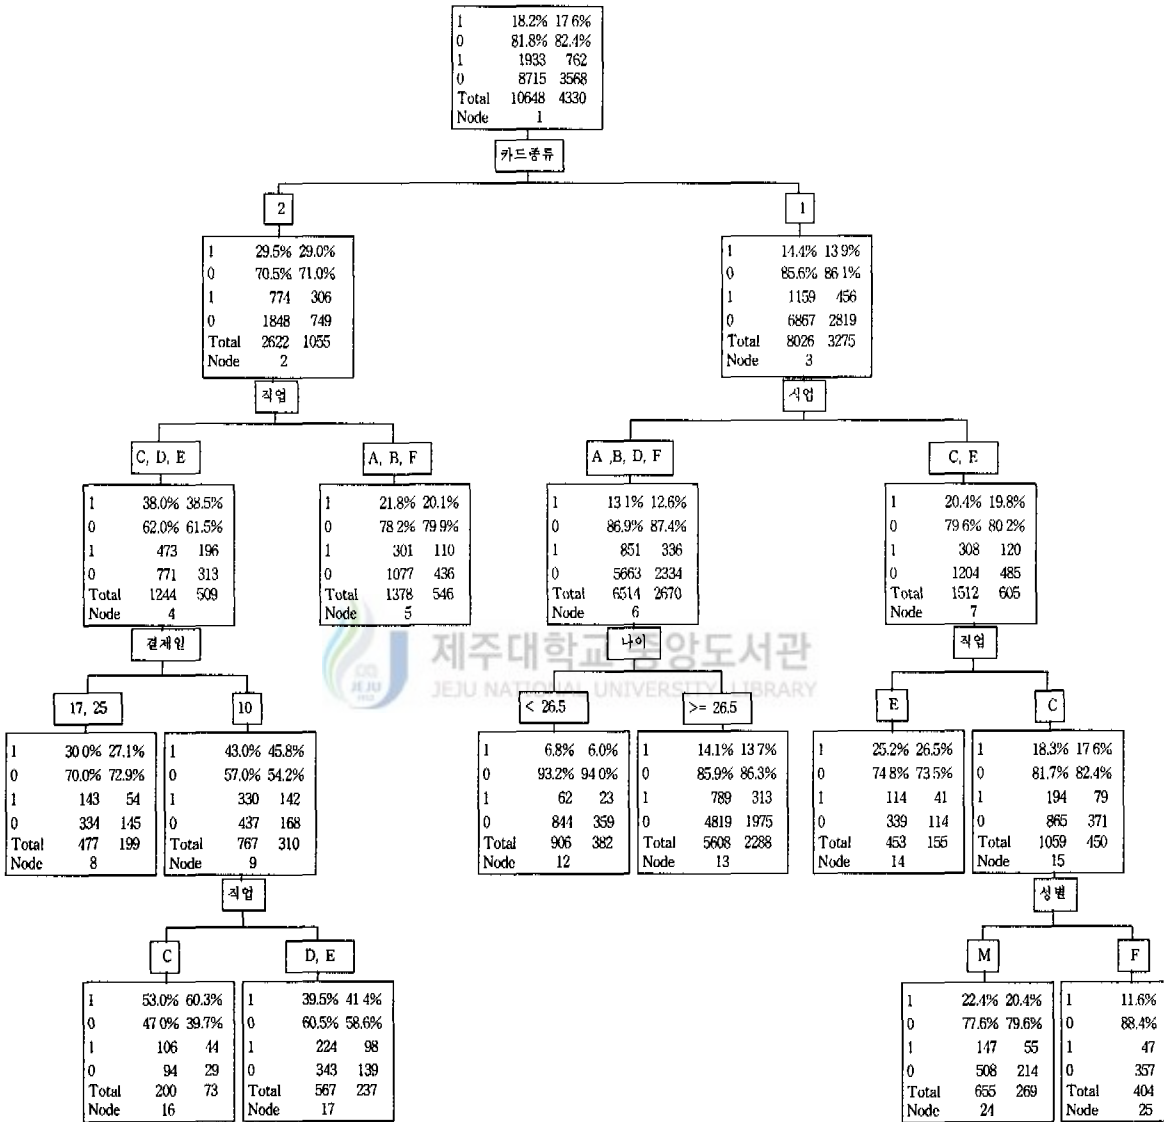 1 18.2% 17 6%
0 81.8% 82.4%
1 1933 762
0 8715 3568
Total 10648 4330
Node 1
카드종류
2
1
1 29.5% 29.0%
0 70.5% 71.0%
1 774 306
0 1848 749
Total 2622 1055
Node 2
1 14.4% 13 9%
0 85.6% 86 1%
1 1159 456
0 6867 2819
Total 8026 3275
Node 3
직업
식업
C, D, E
A, B, F
A ,B, D, F
C, E
1 38.0% 38.5%
0 62.0% 61.5%
1 473 196
0 771 313
Total 1244 509
Node 4
1 21.8% 20.1%
0 78 2% 79 9%
1 301 110
0 1077 436
Total 1378 546
Node 5
1 13 1% 12.6%
0 86.9% 87.4%
1 851 336
0 5663 2334
Total 6514 2670
Node 6
1 20.4% 19.8%
0 79 6% 80 2%
1 308 120
0 1204 485
Total 1512 605
Node 7
결제일
나이
직업
제주대학교 중앙도서관
JEJU NATIONAL UNIVERSITY LIBRARY
JEJU
1952
17, 25
10
< 26.5
>= 26.5
E
C
1 30 0% 27.1%
0 70.0% 72.9%
1 143 54
0 334 145
Total 477 199
Node 8
1 43.0% 45.8%
0 57.0% 54.2%
1 330 142
0 437 168
Total 767 310
Node 9
1 6.8% 6.0%
0 93.2% 94 0%
1 62 23
0 844 359
Total 906 382
Node 12
1 14.1% 13 7%
0 85.9% 86.3%
1 789 313
0 4819 1975
Total 5608 2288
Node 13
1 25.2% 26.5%
0 74 8% 73 5%
1 114 41
0 339 114
Total 453 155
Node 14
1 18.3% 17 6%
0 81.7% 82.4%
1 194 79
0 865 371
Total 1059 450
Node 15
직업
성별
C
D, E
M
F
1 53.0% 60.3%
0 47 0% 39.7%
1 106 44
0 94 29
Total 200 73
Node 16
1 39.5% 41 4%
0 60.5% 58.6%
1 224 98
0 343 139
Total 567 237
Node 17
1 22.4% 20.4%
0 77.6% 79.6%
1 147 55
0 508 214
Total 655 269
Node 24
1 11.6%
0 88.4%
1 47
0 357
Total 404
Node 25